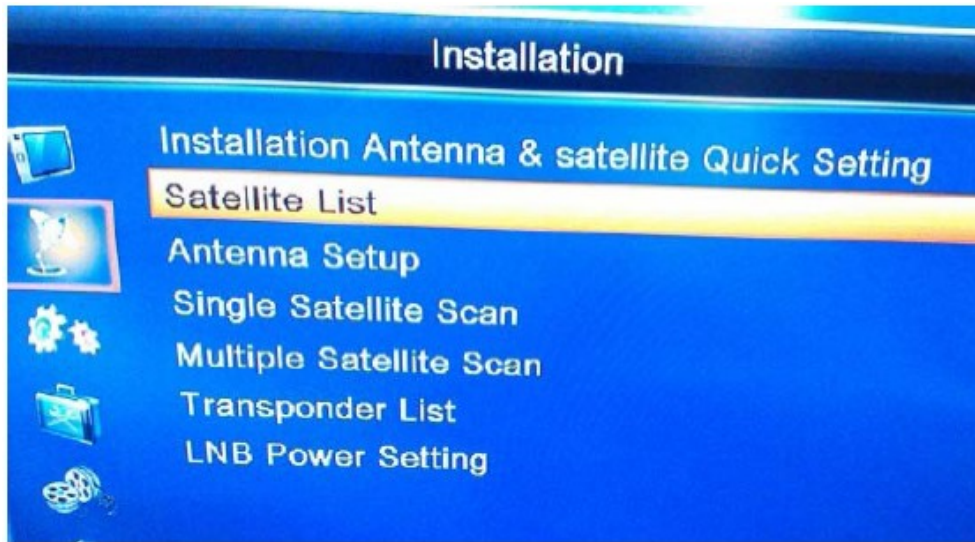 Installation
Installation Antenna & satellite Quick Setting
Satellite List
Antenna Setup
Single Satellite Scan
Multiple Satellite Scan
Transponder List
LNB Power Setting